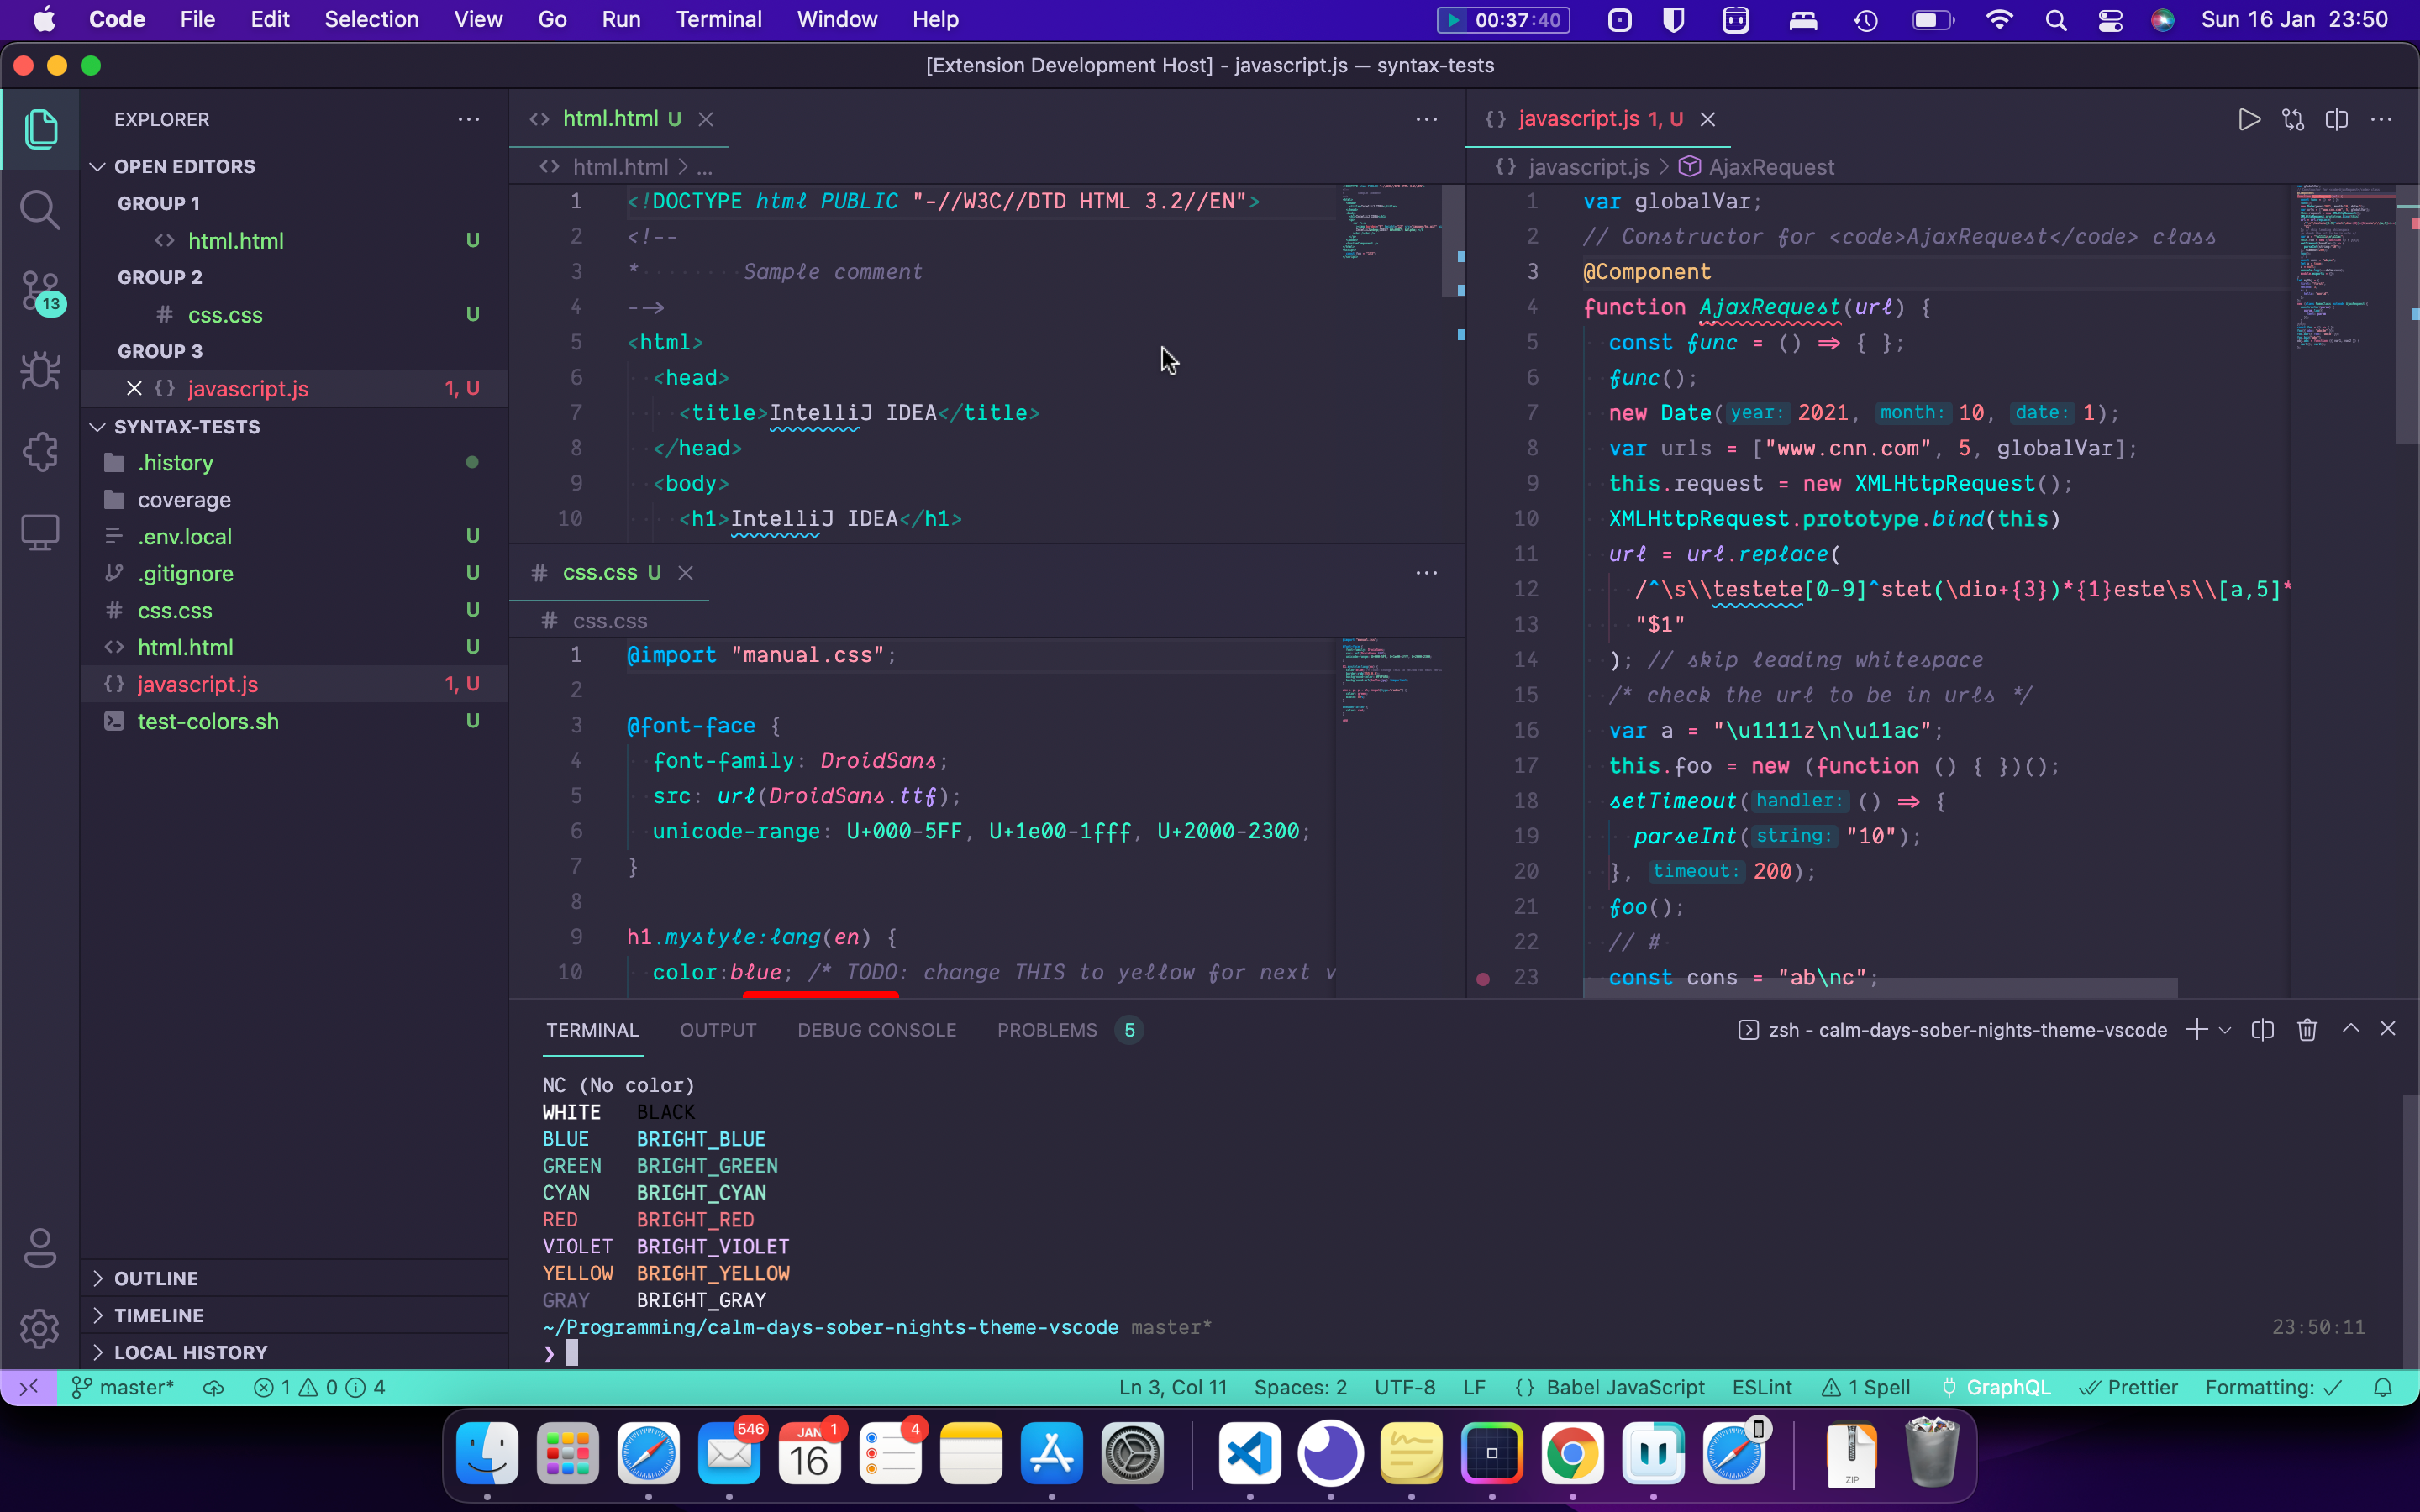 Code File Edit Selection View Go Run Terminal Window Help 00:37:40 Sun 16 Jan 23:50
[Extension Development Host] - javascript.js — syntax-tests
EXPLORER
OPEN EDITORS
GROUP 1
html.html U
GROUP 2
css.css U
GROUP 3
javascript.js 1, U
SYNTAX-TESTS
.history
coverage
.env.local U
.gitignore U
css.css U
html.html U
javascript.js 1, U
test-colors.sh U
OUTLINE
TIMELINE
LOCAL HISTORY
13
html.html U
html.html > ...
1 <!DOCTYPE html PUBLIC "-//W3C//DTD HTML 3.2//EN">
2 <!--
3 * Sample comment
4 -->
5 <html>
6 <head>
7 <title>IntelliJ IDEA</title>
8 </head>
9 <body>
10 <h1>IntelliJ IDEA</h1>
# css.css U
# css.css
1 @import "manual.css";
2
3 @font-face {
4 font-family: DroidSans;
5 src: url(DroidSans.ttf);
6 unicode-range: U+000-5FF, U+1e00-1fff, U+2000-2300;
7 }
8
9 h1.mystyle:lang(en) {
10 color:blue; /* TODO: change THIS to yellow for next v
{} javascript.js 1, U
{} javascript.js > AjaxRequest
1 var globalVar;
2 // Constructor for <code>AjaxRequest</code> class
3 @Component
4 function AjaxRequest(url) {
5 const func = () => { };
6 func();
7 new Date(year: 2021, month: 10, date: 1);
8 var urls = ["www.cnn.com", 5, globalVar];
9 this.request = new XMLHttpRequest();
10 XMLHttpRequest.prototype.bind(this)
11 url = url.replace(
12 /^\s\\testete[0-9]^stet(\dio+{3})*{1}este\s\\[a,5]*
13 "$1"
14 ); // skip leading whitespace
15 /* check the url to be in urls */
16 var a = "\u1111z\n\u11ac";
17 this.foo = new (function () { })();
18 setTimeout(handler: () => {
19 parseInt(string: "10");
20 }, timeout: 200);
21 foo();
22 // #
23 const cons = "ab\nc";
TERMINAL OUTPUT DEBUG CONSOLE PROBLEMS 5 zsh - calm-days-sober-nights-theme-vscode
NC (No color)
WHITE BLACK
BLUE BRIGHT_BLUE
GREEN BRIGHT_GREEN
CYAN BRIGHT_CYAN
RED BRIGHT_RED
VIOLET BRIGHT_VIOLET
YELLOW BRIGHT_YELLOW
GRAY BRIGHT_GRAY
~/Programming/calm-days-sober-nights-theme-vscode master* 23:50:11
❯
master* 1 0 4 Ln 3, Col 11 Spaces: 2 UTF-8 LF {} Babel JavaScript ESLint 1 Spell GraphQL Prettier Formatting: ✓
546 JAN 16 1 4 ZIP